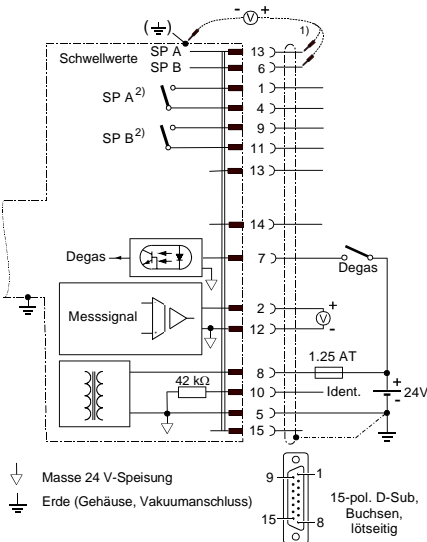 - V +
(⏚)
1)
Schwellwerte
SP A
SP B
13
6
SP A2)
1
4
SP B2)
9
11
13
14
Degas
7
Degas
Messsignal
2
12
+
V
-
8
1.25 AT
42 kΩ
10
Ident.
+
-
24V
5
15
Masse 24 V-Speisung
Erde (Gehäuse, Vakuumanschluss)
9
1
15
8
15-pol. D-Sub,
Buchsen,
lötseitig